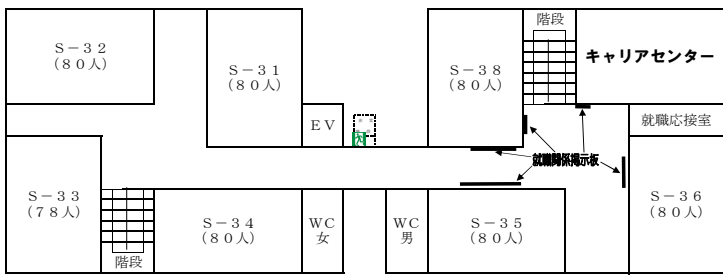 S－32
（80人）
S－31
（80人）
S－38
（80人）
階段
キャリアセンター
EV
就職応接室
就職関係掲示板
S－33
（78人）
階段
S－34
（80人）
WC
女
WC
男
S－35
（80人）
S－36
（80人）